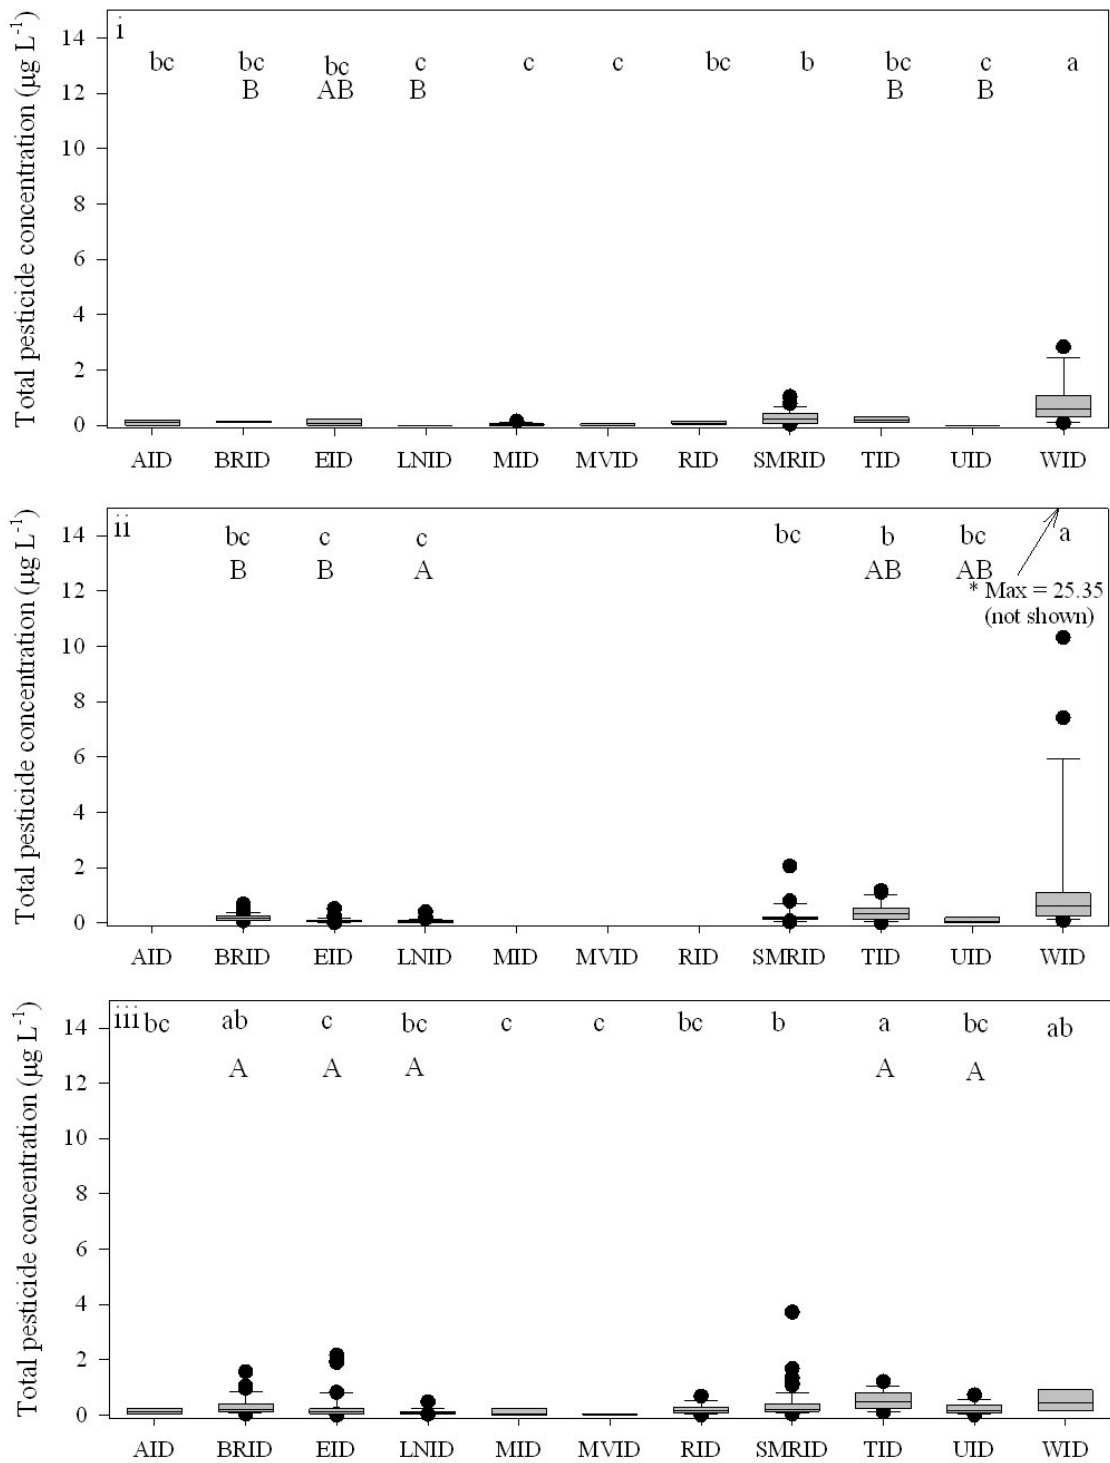 Total pesticide concentration (µg L-1)
i
14
12
10
8
6
4
2
0
bc bc bc c c c bc b bc c a
B AB B B B
AID BRID EID LNID MID MVID RID SMRID TID UID WID
Total pesticide concentration (µg L-1)
ii
14
12
10
8
6
4
2
0
bc c c bc b bc a
B B A AB AB
* Max = 25.35
(not shown)
AID BRID EID LNID MID MVID RID SMRID TID UID WID
Total pesticide concentration (µg L-1)
iii
14
12
10
8
6
4
2
0
bc ab c bc c c bc b a bc ab
A A A A A
AID BRID EID LNID MID MVID RID SMRID TID UID WID